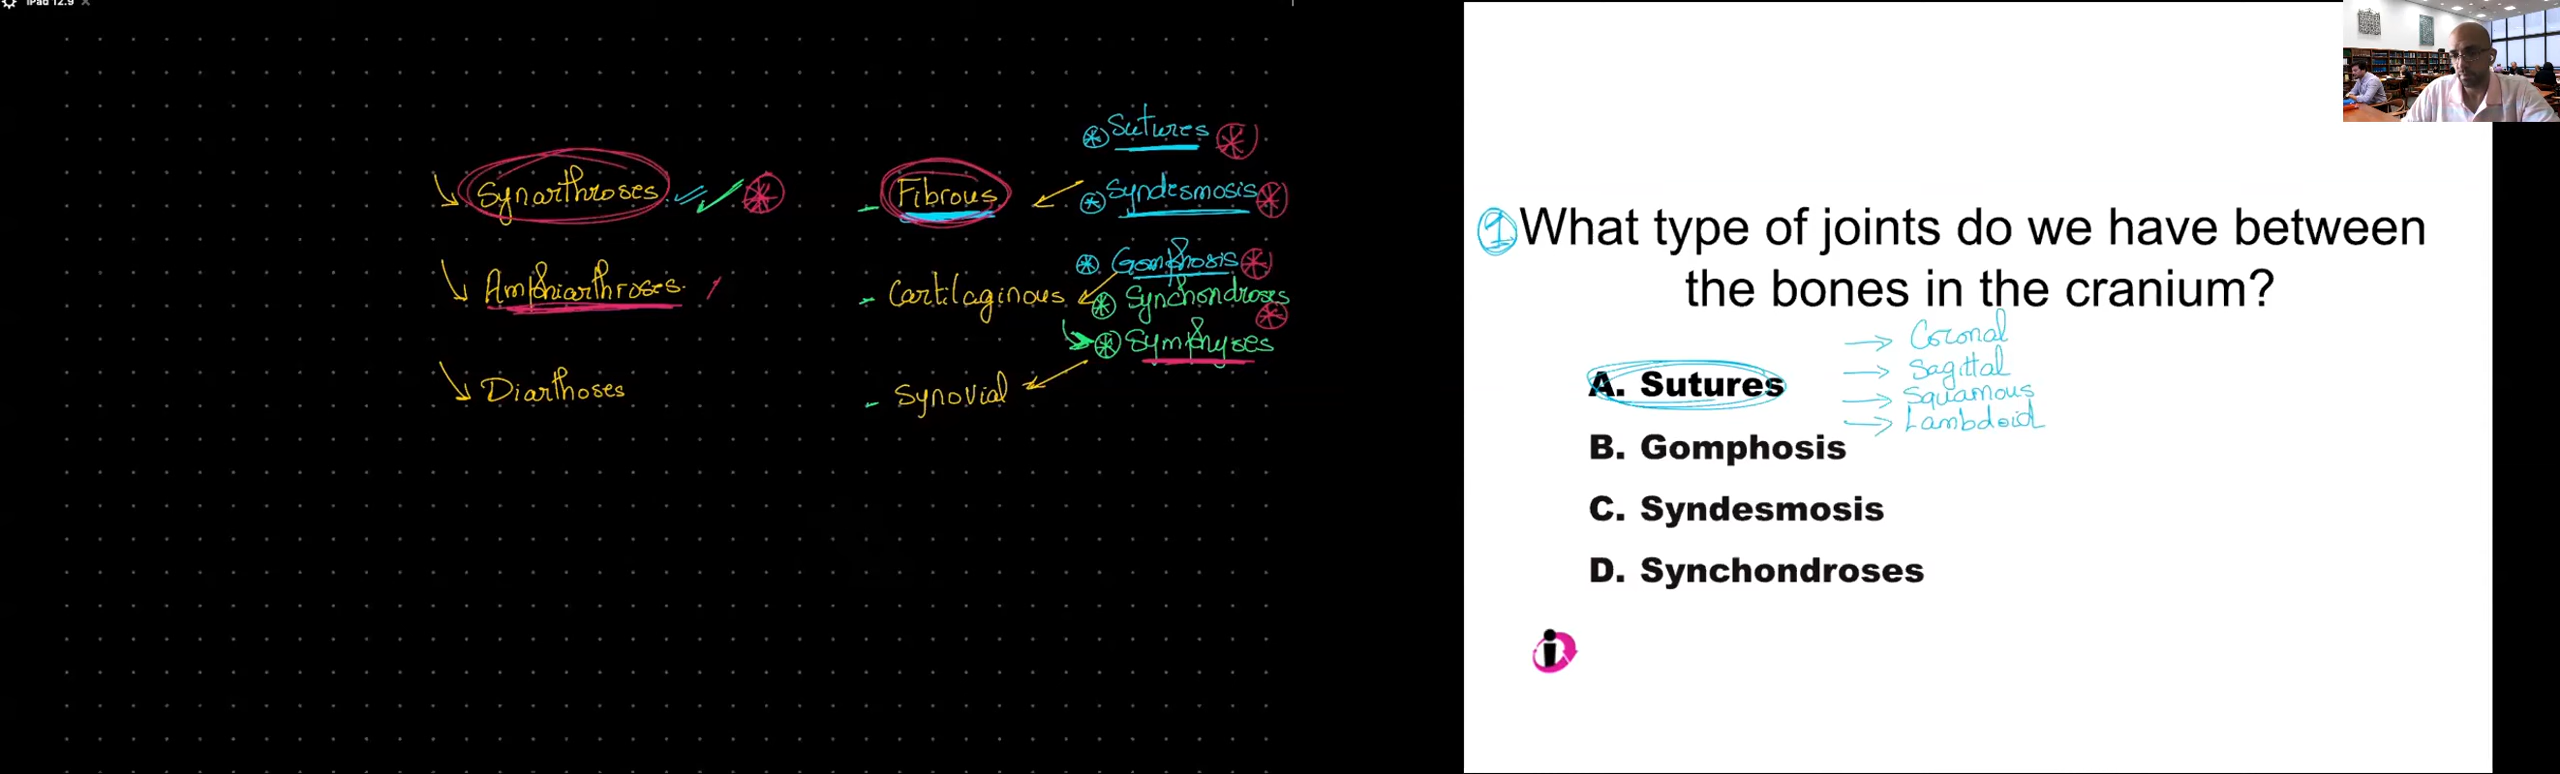 iPad 12.9
Sutures
Synarthroses
Fibrous
Syndesmosis
Gomphosis
Amphiarthroses.
Cartilaginous
Synchondroses
Symphyses
Diarthoses
Synovial
1 What type of joints do we have between
the bones in the cranium?
Coronal
Sagittal
A. Sutures
Squamous
Lambdoid
B. Gomphosis
C. Syndesmosis
D. Synchondroses